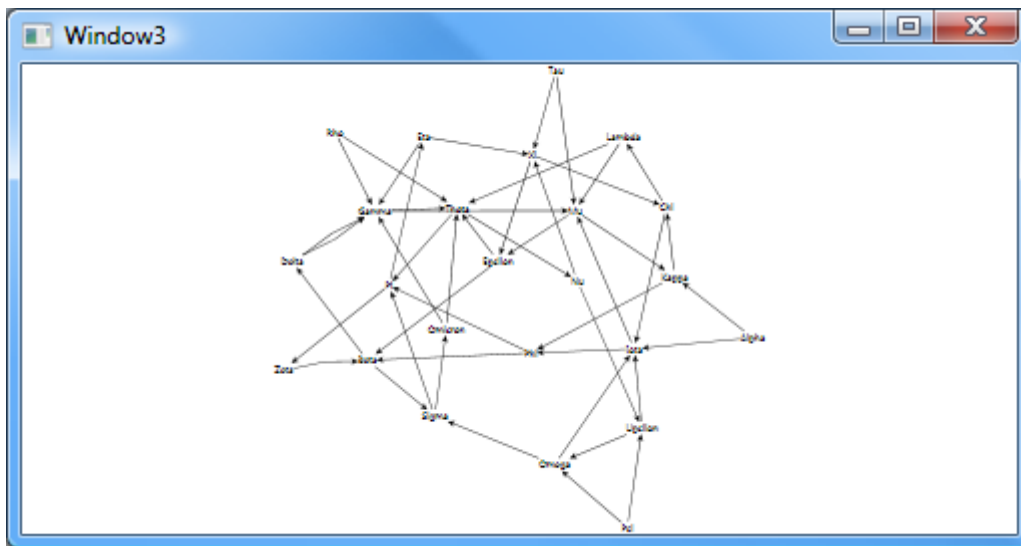 Window3
Tau
Rho
Eta
Lambda
Xi
Gamma
Theta
Mu
Chi
Delta
Epsilon
Nu
Kappa
Pi
Omicron
Alpha
Iota
Phi
Beta
Zeta
Sigma
Upsilon
Omega
Psi